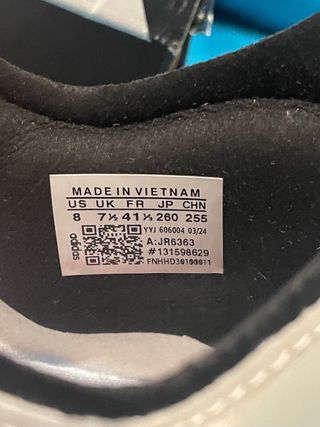 MADE IN VIETNAM
US UK FR JP CHN
8 7½ 41⅓ 260 255
YYJ 606004 03/24
A:JR6363
#131598629
FNHHD30100011
adidas